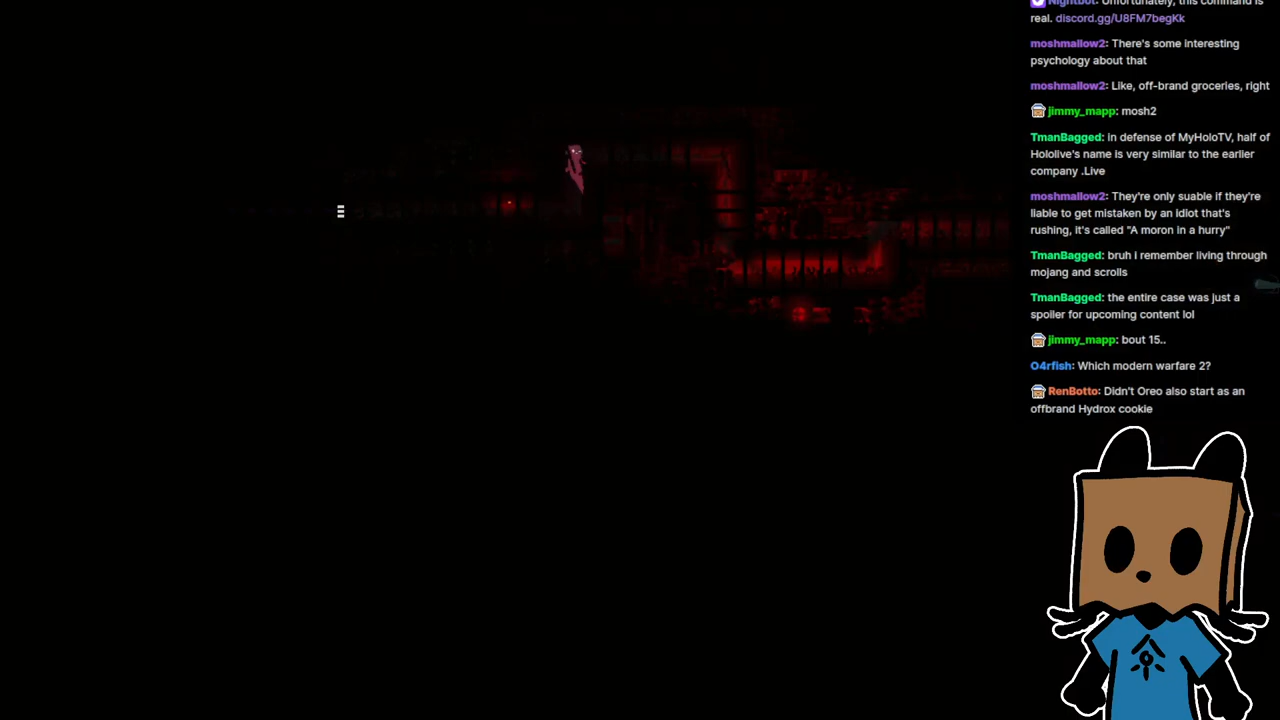 Nightbot: Unfortunately, this command is
real. discord.gg/U8FM7begKk
moshmallow2: There's some interesting
psychology about that
moshmallow2: Like, off-brand groceries, right
jimmy_mapp: mosh2
TmanBagged: in defense of MyHoloTV, half of
Hololive's name is very similar to the earlier
company .Live
moshmallow2: They're only suable if they're
liable to get mistaken by an idiot that's
rushing, it's called "A moron in a hurry"
TmanBagged: bruh i remember living through
mojang and scrolls
TmanBagged: the entire case was just a
spoiler for upcoming content lol
jimmy_mapp: bout 15..
O4rfish: Which modern warfare 2?
RenBotto: Didn't Oreo also start as an
offbrand Hydrox cookie